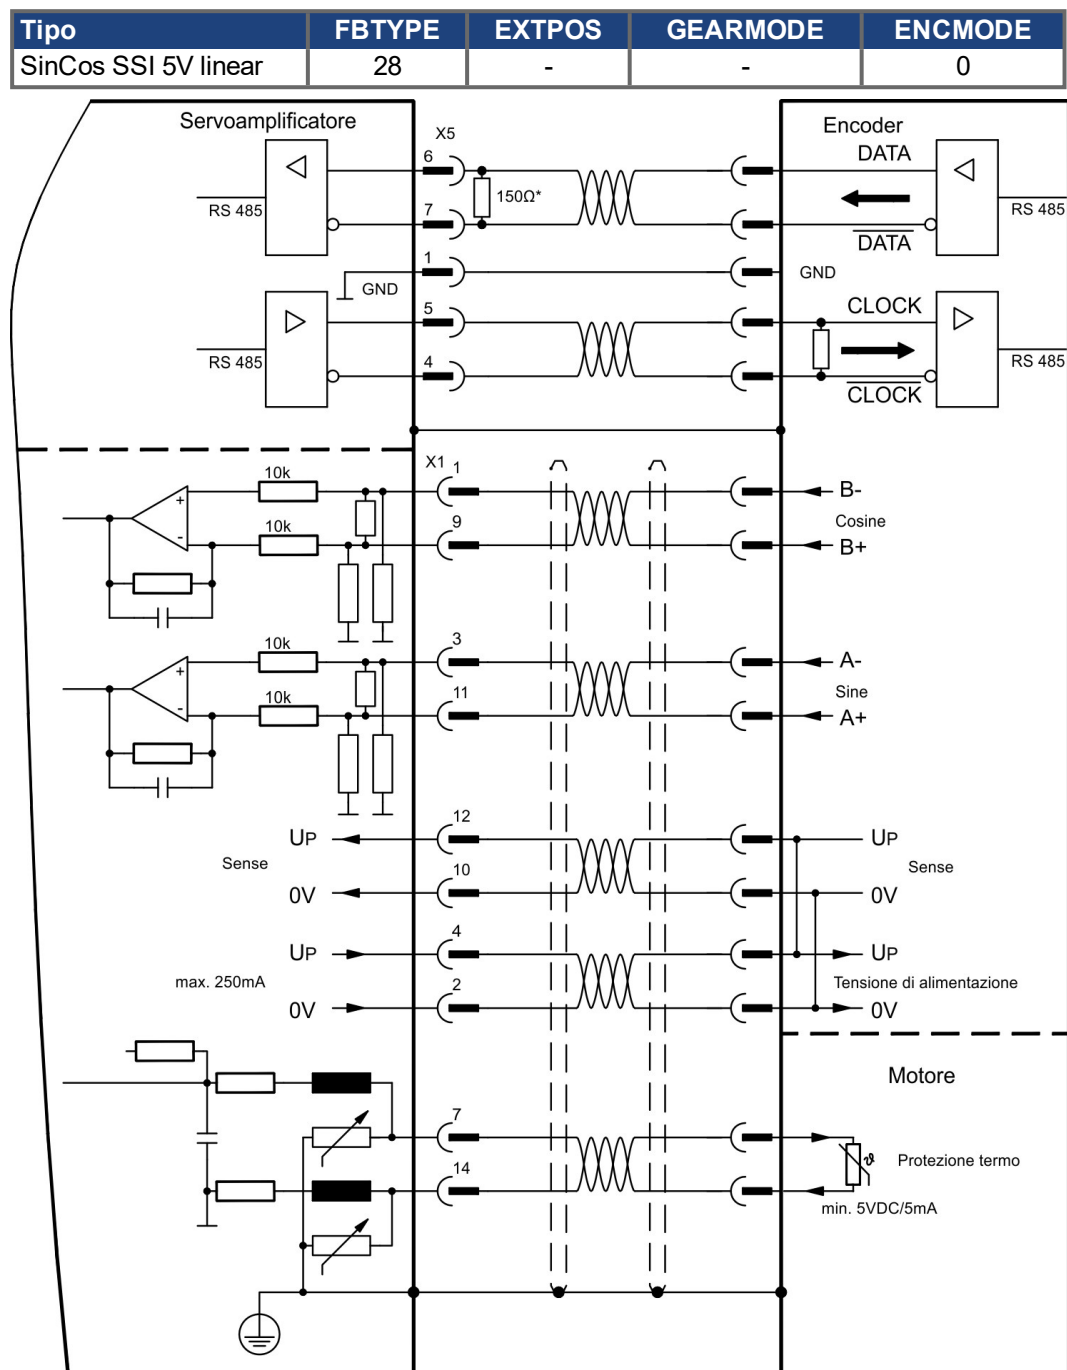 Tipo FBTYPE EXTPOS GEARMODE ENCMODE
SinCos SSI 5V linear 28 - - 0
Servoamplificatore X5 Encoder
6 DATA
RS 485 150Ω* RS 485
7 DATA
1 GND
GND
5 CLOCK
RS 485 RS 485
4 CLOCK
X1 1 B-
10k
Cosine
10k 9 B+
+
-
3 A-
10k
Sine
10k 11 A+
+
-
UP 12 UP
Sense Sense
0V 10 0V
UP 4 UP
max. 250mA Tensione di alimentazione
0V 2 0V
Motore
7
ϑ Protezione termo
14
min. 5VDC/5mA